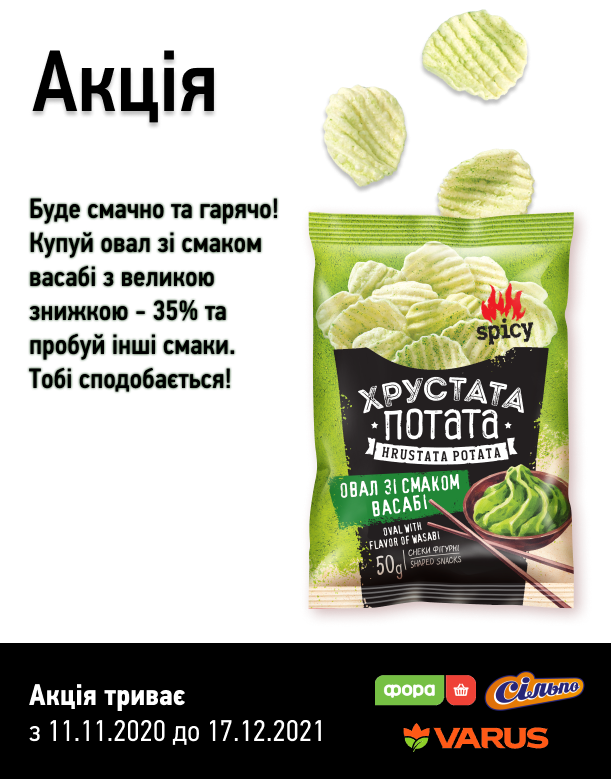 Акція
Буде смачно та гарячо!
Купуй овал зі смаком
васабі з великою
знижкою - 35% та
пробуй інші смаки.
Тобі сподобається!
spicy
ХРУСТАТА
ПОТАТА
HRUSTATA POTATA
ОВАЛ ЗІ СМАКОМ
ВАСАБІ
OVAL WITH
FLAVOR OF WASABI
50g
СНЕКИ ФІГУРНІ
SHAPED SNACKS
Акція триває
з 11.11.2020 до 17.12.2021
фора
Сільпо
VARUS